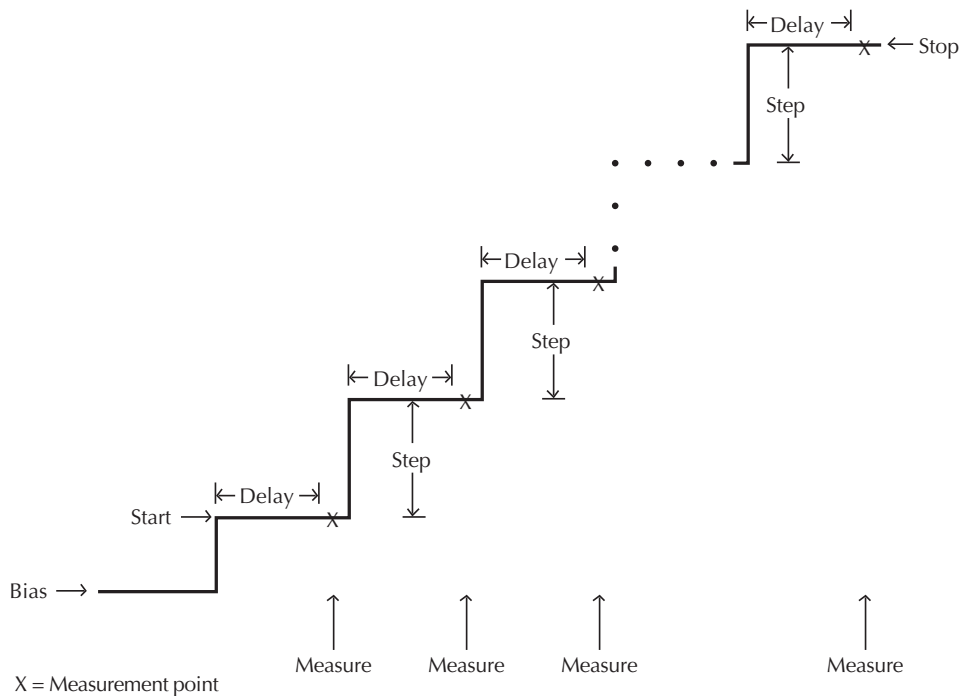 Delay
Stop
Step
Delay
Step
Delay
Step
Delay
Start
Bias
Measure Measure Measure Measure
X = Measurement point
X
X
X
X